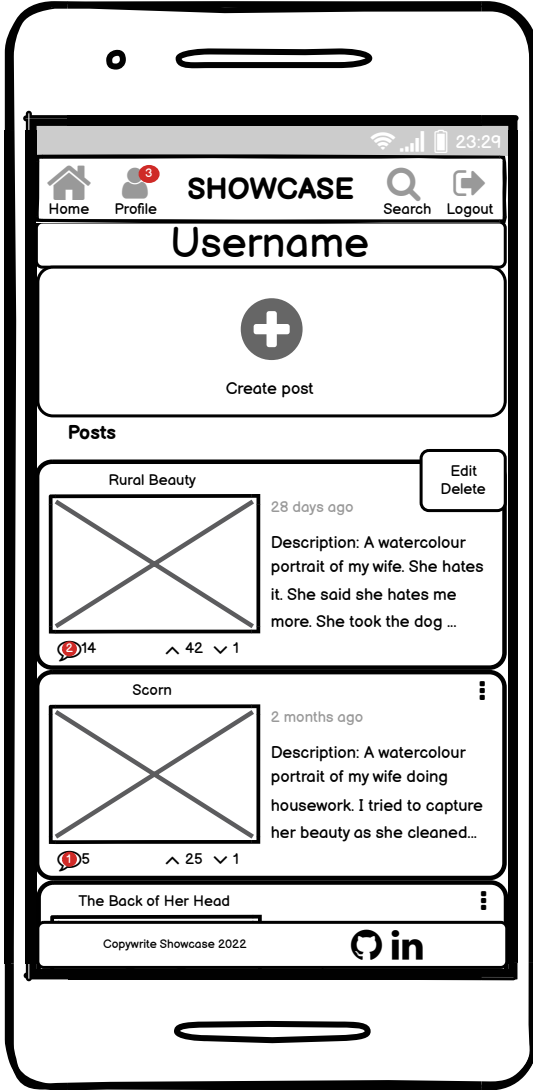 23:29
3
SHOWCASE
Home Profile Search Logout
Username
Create post
Posts
Edit
Delete
Rural Beauty
28 days ago
Description: A watercolour
portrait of my wife. She hates
it. She said she hates me
more. She took the dog ...
2 14 42 1
Scorn
2 months ago
Description: A watercolour
portrait of my wife doing
housework. I tried to capture
her beauty as she cleaned...
1 5 25 1
The Back of Her Head
Copywrite Showcase 2022 in